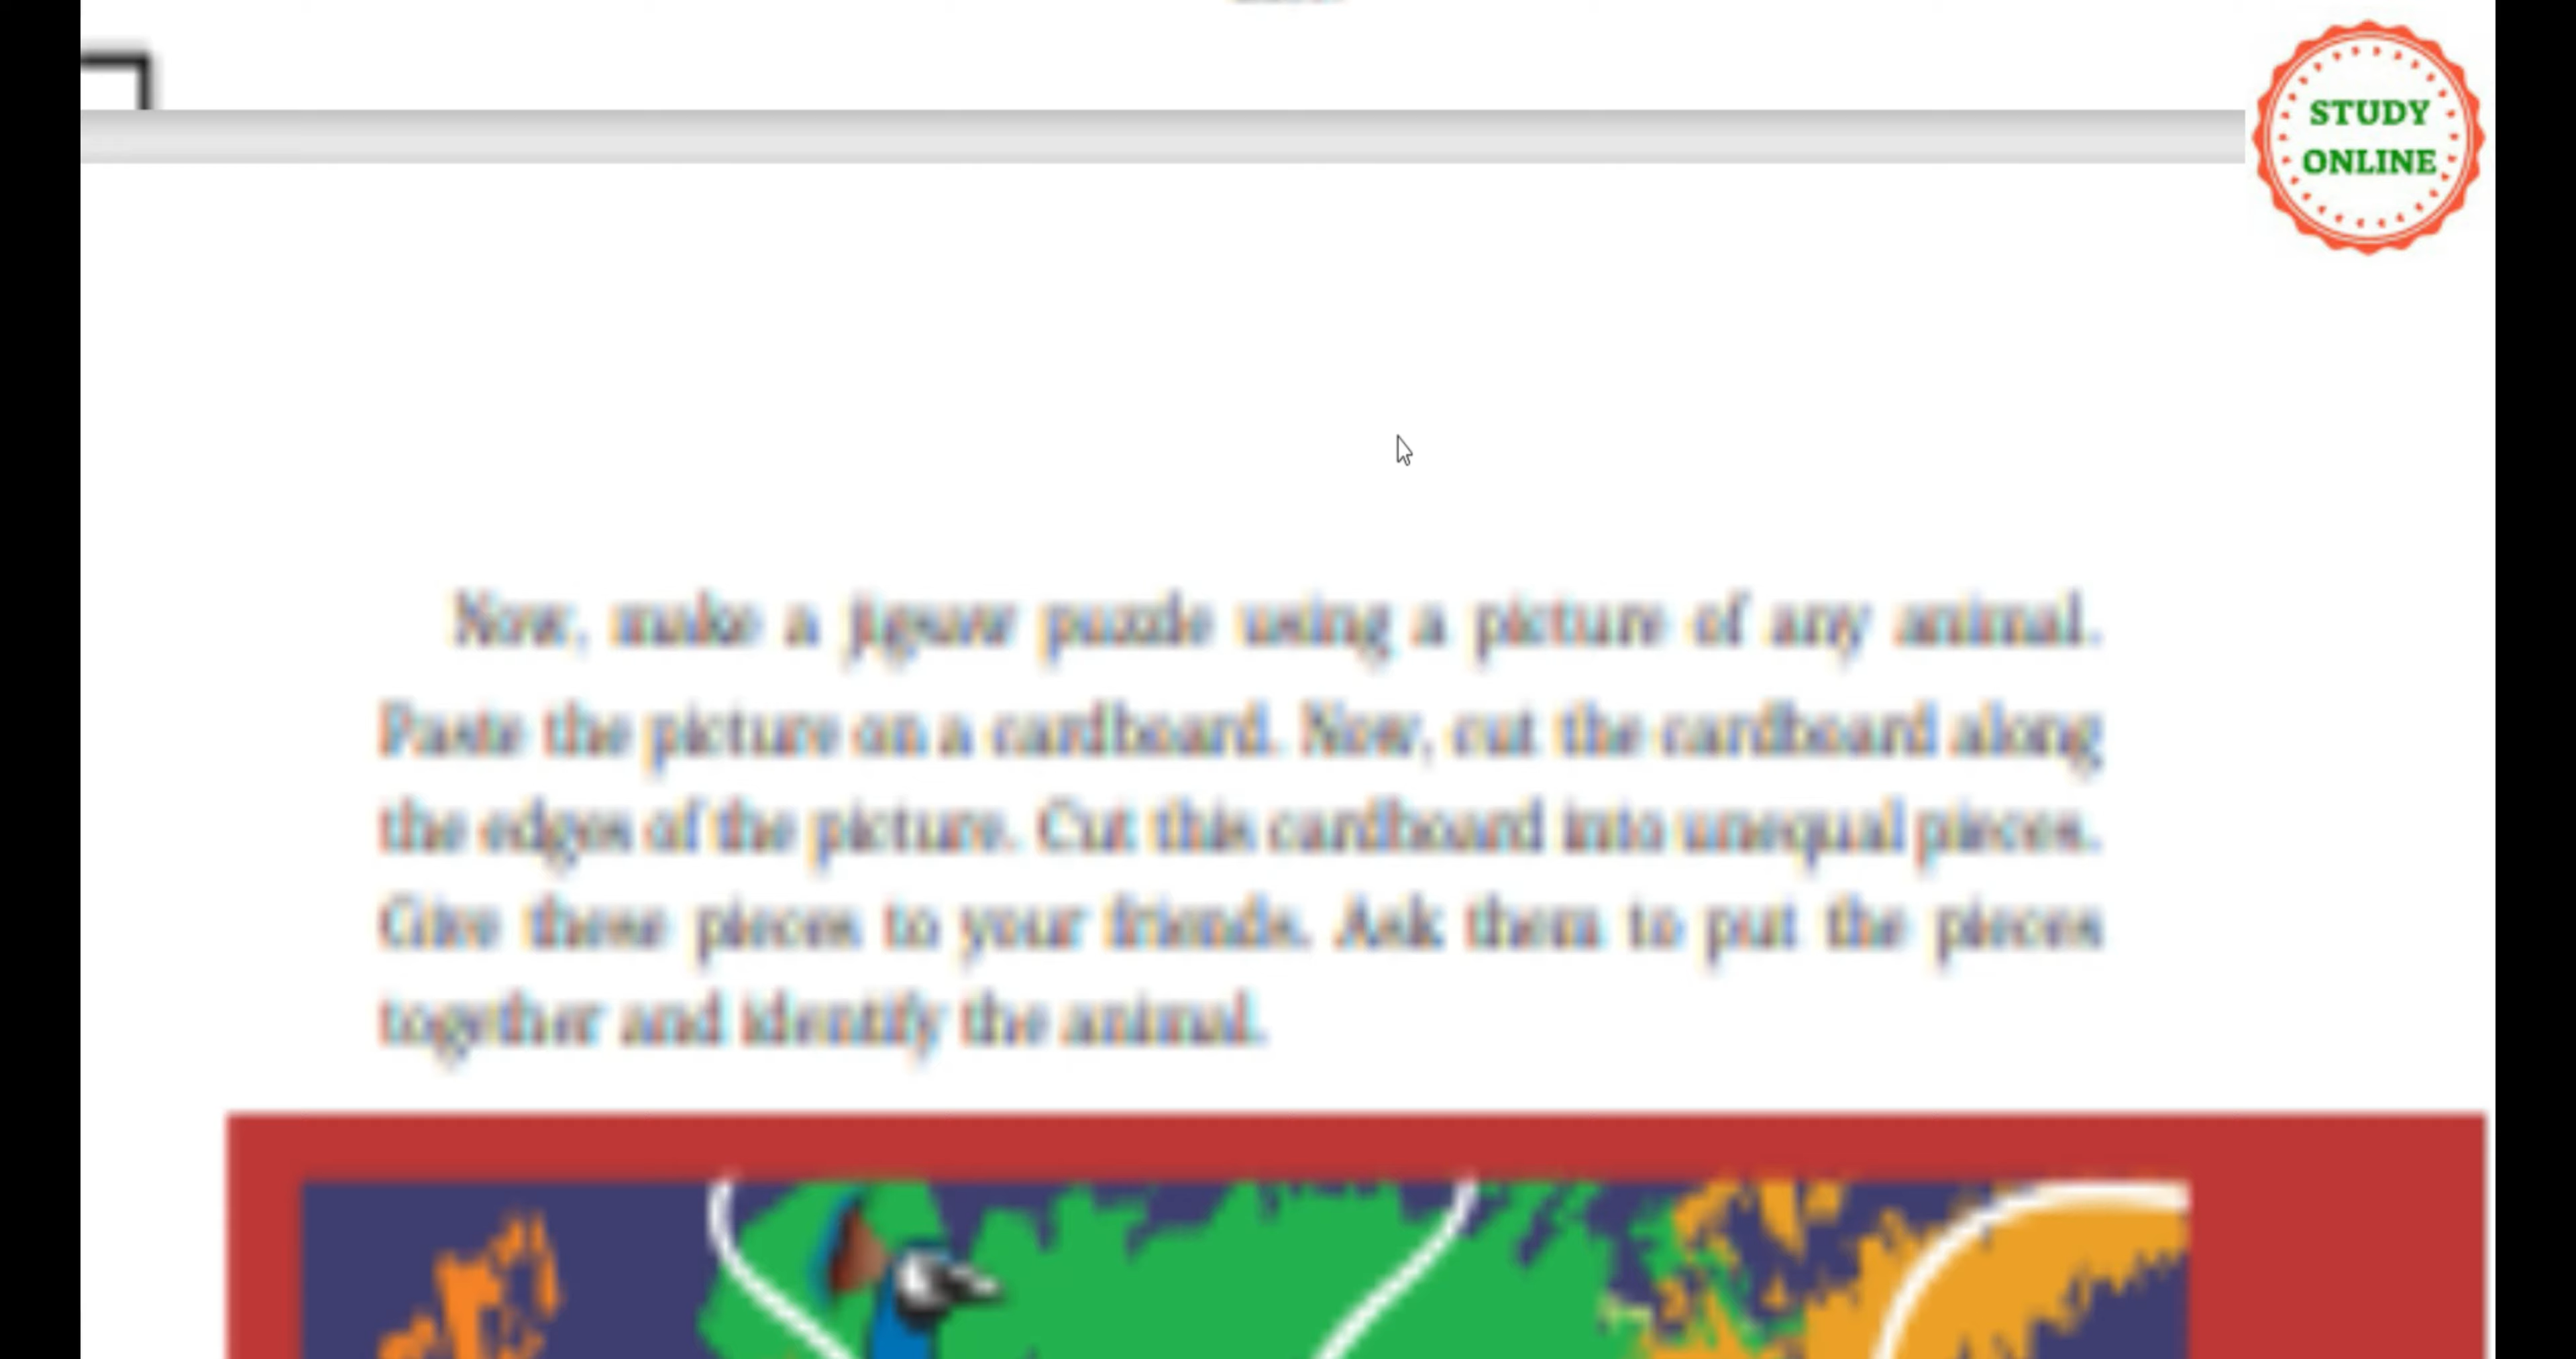 STUDY
ONLINE
Now, make a jigsaw puzzle using a picture of any animal.
Paste the picture on a cardboard. Now, cut the cardboard along
the edges of the picture. Cut this cardboard into unequal pieces.
Give these pieces to your friends. Ask them to put the pieces
together and identify the animal.